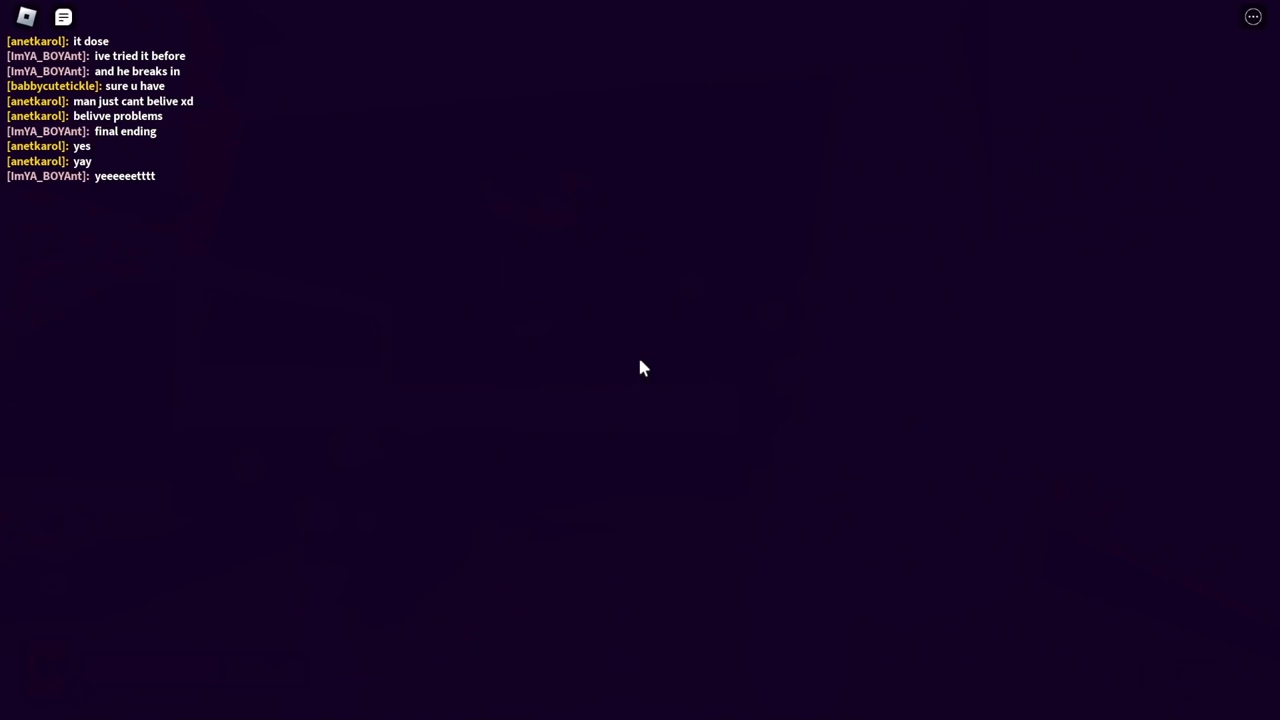 [anetkarol]: it dose
[ImYA_BOYAnt]: ive tried it before
[ImYA_BOYAnt]: and he breaks in
[babbycutetickle]: sure u have
[anetkarol]: man just cant belive xd
[anetkarol]: belivve problems
[ImYA_BOYAnt]: final ending
[anetkarol]: yes
[anetkarol]: yay
[ImYA_BOYAnt]: yeeeeeetttt